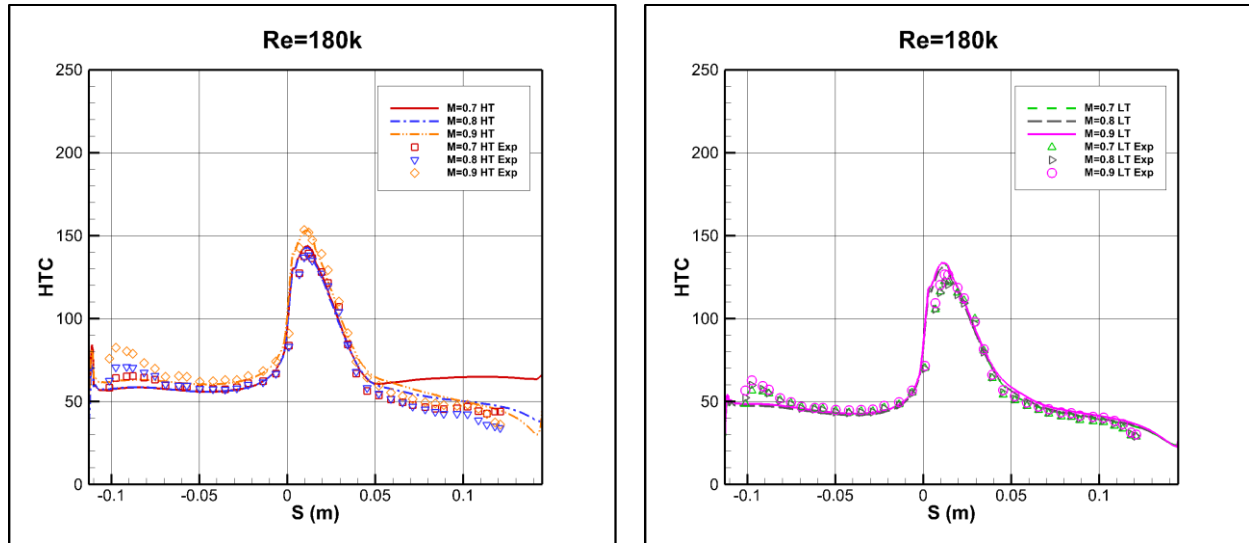 Re=180k
250
200
150
100
50
0
HTC
-0.1
-0.05
0
0.05
0.1
S (m)
M=0.7 HT
M=0.8 HT
M=0.9 HT
M=0.7 HT Exp
M=0.8 HT Exp
M=0.9 HT Exp
Re=180k
250
200
150
100
50
0
HTC
-0.1
-0.05
0
0.05
0.1
S (m)
M=0.7 LT
M=0.8 LT
M=0.9 LT
M=0.7 LT Exp
M=0.8 LT Exp
M=0.9 LT Exp